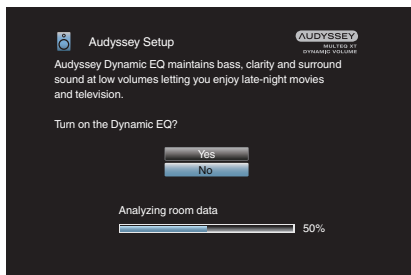 Audyssey Setup
AUDYSSEY
MULTEQ XT
DYNAMIC VOLUME
Audyssey Dynamic EQ maintains bass, clarity and surround
sound at low volumes letting you enjoy late-night movies
and television.
Turn on the Dynamic EQ?
Yes
No
Analyzing room data
50%